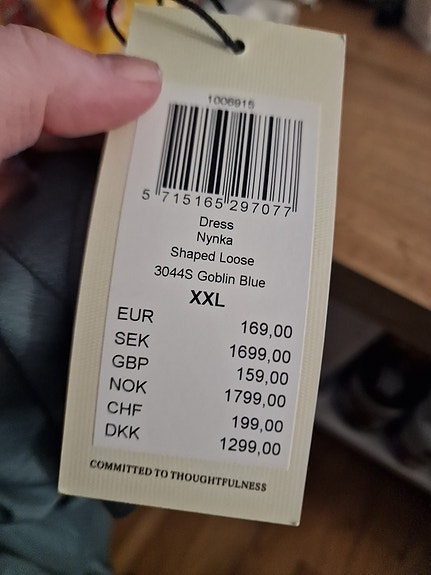 1006915
5 715165 297077
Dress
Nynka
Shaped Loose
3044S Goblin Blue
XXL
EUR 169,00
SEK 1699,00
GBP 159,00
NOK 1799,00
CHF 199,00
DKK 1299,00
COMMITTED TO THOUGHTFULNESS